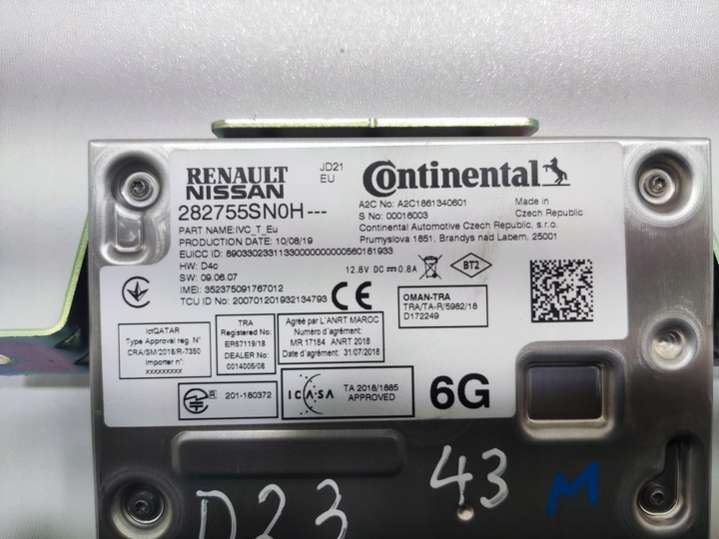 RENAULT
NISSAN
JD21
EU
Continental
282755SN0H---
PART NAME:IVC_T_Eu
PRODUCTION DATE: 10/08/19
EUICC ID: 89033023311330000000000560181933
HW: D4c
SW: 09.06.07
IMEI: 352375091767012
TCU ID No: 200701201932134793
A2C No: A2C1861340601
S No: 00016003
Made in
Czech Republic
Continental Automotive Czech Republic, s.r.o.
Prumyslova 1851, Brandys nad Labem, 25001
12.6V DC 0.8A
BT2
CE
OMAN-TRA
TRA/TA-R/5982/18
D172249
ictQATAR
Type Approval reg. N°
CRA/SM/2018/R-7350
Importer n°:
xxxxxxxxx
TRA
Registered No:
ER67119/18
DEALER No:
0014005/08
Agréé par L'ANRT MAROC
Numéro d'agrément:
MR 17184 ANRT 2018
Date d'agrément: 31/07/2018
R
201-180372
ICASA
TA 2018/1885
APPROVED
6G
D23
43
M